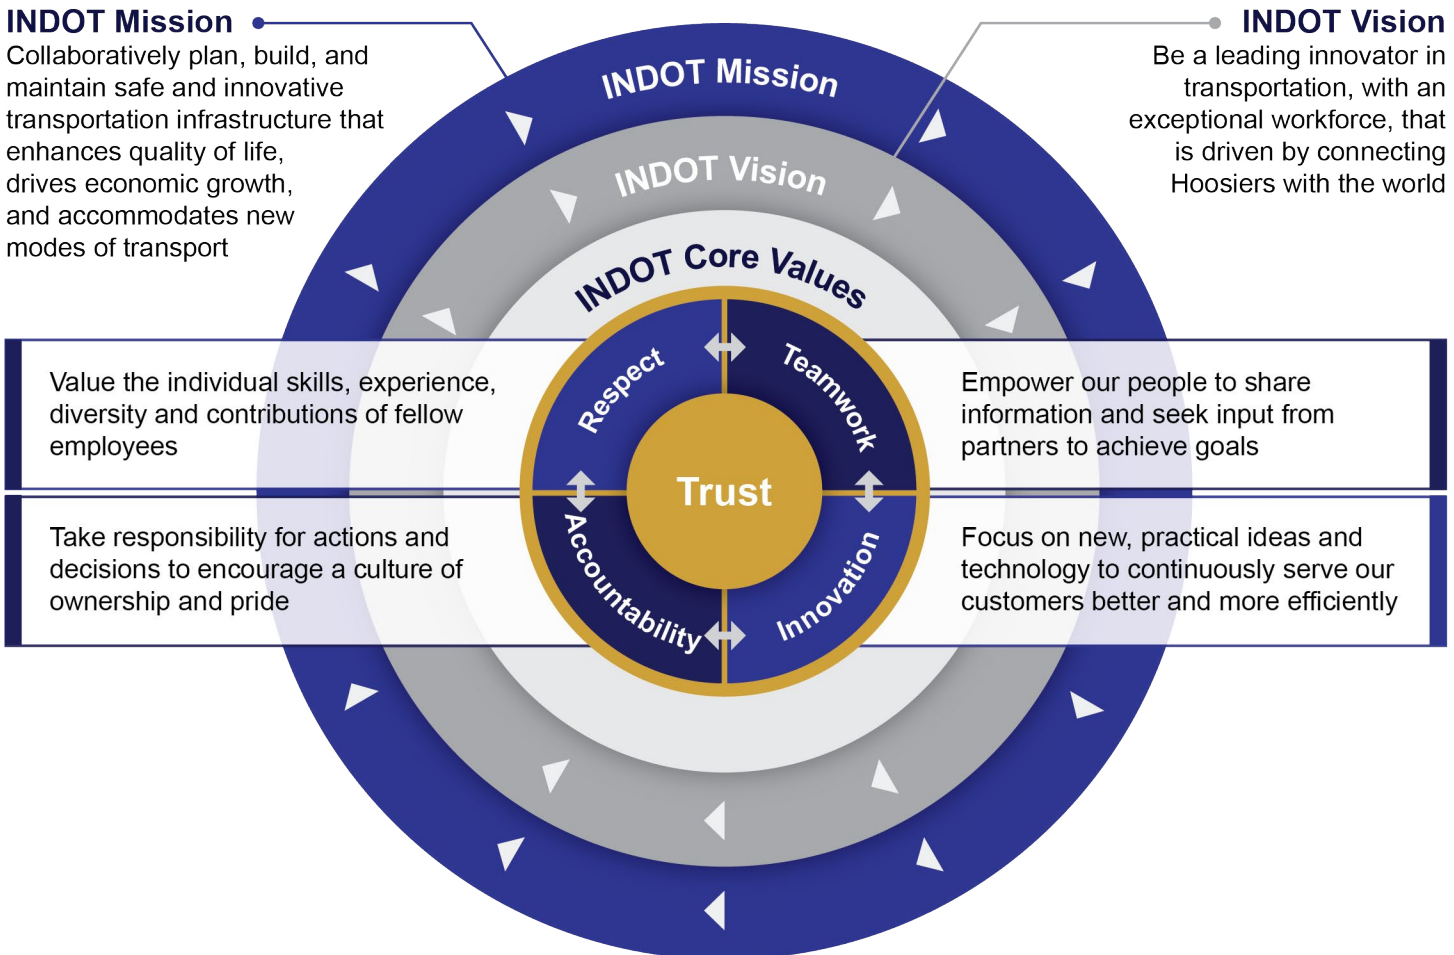 INDOT Mission
Collaboratively plan, build, and
maintain safe and innovative
transportation infrastructure that
enhances quality of life,
drives economic growth,
and accommodates new
modes of transport
INDOT Vision
Be a leading innovator in
transportation, with an
exceptional workforce, that
is driven by connecting
Hoosiers with the world
INDOT Mission
INDOT Vision
INDOT Core Values
Respect
Teamwork
Trust
Accountability
Innovation
Value the individual skills, experience,
diversity and contributions of fellow
employees
Empower our people to share
information and seek input from
partners to achieve goals
Take responsibility for actions and
decisions to encourage a culture of
ownership and pride
Focus on new, practical ideas and
technology to continuously serve our
customers better and more efficiently